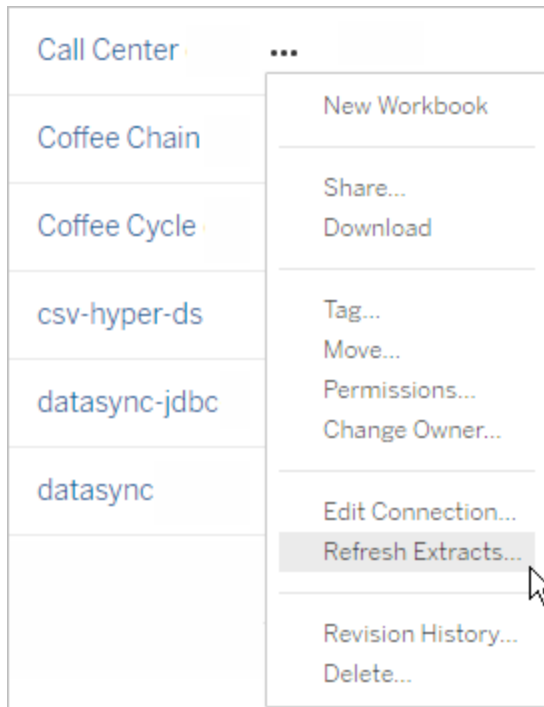 Call Center
...
New Workbook
Coffee Chain
Share...
Coffee Cycle
Download
csv-hyper-ds
Tag...
Move...
datasync-jdbc
Permissions...
Change Owner...
datasync
Edit Connection...
Refresh Extracts...
Revision History...
Delete...